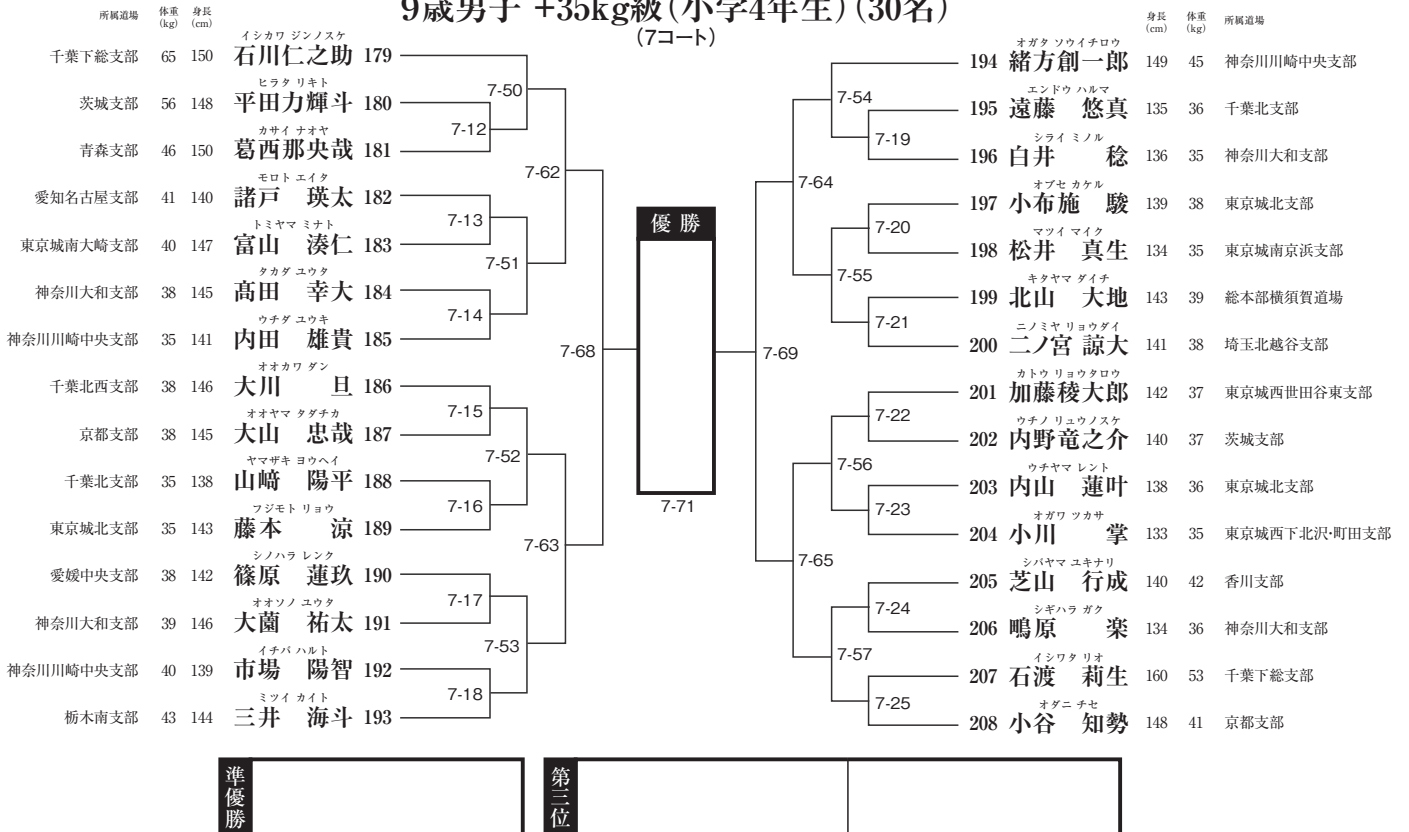 9歳男子 +35kg級(小学4年生)(30名)
(7コート)
所属道場 体重(kg) 身長(cm)
千葉下総支部 65 150 イシカワ ジンノスケ 石川仁之助 179
茨城支部 56 148 ヒラタ リキト 平田力輝斗 180
青森支部 46 150 カサイ ナオヤ 葛西那央哉 181
愛知名古屋支部 41 140 モロト エイタ 諸戸 瑛太 182
東京城南大崎支部 40 147 トミヤマ ミナト 富山 湊仁 183
神奈川大和支部 38 145 タカダ ユウタ 髙田 幸大 184
神奈川川崎中央支部 35 141 ウチダ ユウキ 内田 雄貴 185
千葉北西支部 38 146 オオカワ ダン 大川 旦 186
京都支部 38 145 オオヤマ タダチカ 大山 忠哉 187
千葉北支部 35 138 ヤマザキ ヨウヘイ 山﨑 陽平 188
東京城北支部 35 143 フジモト リョウ 藤本 涼 189
愛媛中央支部 38 142 シノハラ レンク 篠原 蓮玖 190
神奈川大和支部 39 146 オオソノ ユウタ 大薗 祐太 191
神奈川川崎中央支部 40 139 イチバ ハルト 市場 陽智 192
栃木南支部 43 144 ミツイ カイト 三井 海斗 193
7-50
7-12
7-62
7-13
7-51
7-14
7-68
7-15
7-52
7-16
7-63
7-17
7-53
7-18
優勝
7-71
身長(cm) 体重(kg) 所属道場
194 オガタ ソウイチロウ 緒方創一郎 149 45 神奈川川崎中央支部
195 エンドウ ハルマ 遠藤 悠真 135 36 千葉北支部
196 シライ ミノル 白井 稔 136 35 神奈川大和支部
197 オブセ カケル 小布施 駿 139 38 東京城北支部
198 マツイ マイク 松井 真生 134 35 東京城南京浜支部
199 キタヤマ ダイチ 北山 大地 143 39 総本部横須賀道場
200 ニノミヤ リョウダイ 二ノ宮 諒大 141 38 埼玉北越谷支部
201 カトウ リョウタロウ 加藤稜太郎 142 37 東京城西世田谷東支部
202 ウチノ リュウノスケ 内野竜之介 140 37 茨城支部
203 ウチヤマ レント 内山 蓮叶 138 36 東京城北支部
204 オガワ ツカサ 小川 掌 133 35 東京城西下北沢・町田支部
205 シバヤマ ユキナリ 芝山 行成 140 42 香川支部
206 シギハラ ガク 鴫原 楽 134 36 神奈川大和支部
207 イシワタ リオ 石渡 莉生 160 53 千葉下総支部
208 オダニ チセ 小谷 知勢 148 41 京都支部
7-54
7-19
7-64
7-20
7-55
7-21
7-69
7-22
7-56
7-23
7-65
7-24
7-57
7-25
準優勝
第三位